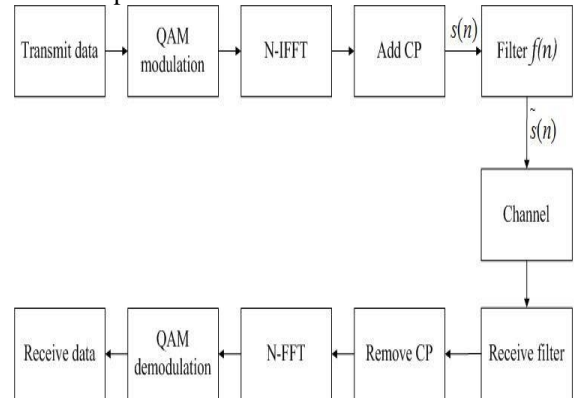 Transmit data
QAM
modulation
N-IFFT
Add CP
s(n)
Filter f(n)
s̃(n)
Channel
Receive filter
Remove CP
N-FFT
QAM
demodulation
Receive data